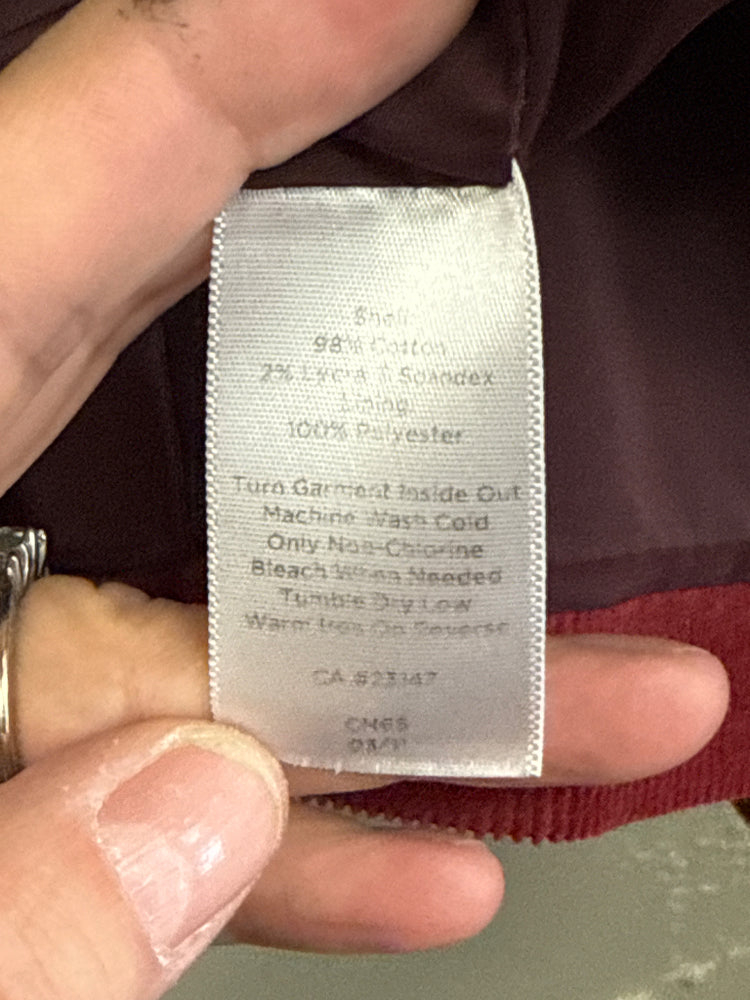 Shell:
98% Cotton
2% Lycra ® Spandex
Lining:
100% Polyester
Turn Garment Inside Out
Machine Wash Cold
Only Non-Chlorine
Bleach When Needed
Tumble Dry Low
Warm Iron On Reverse
CA